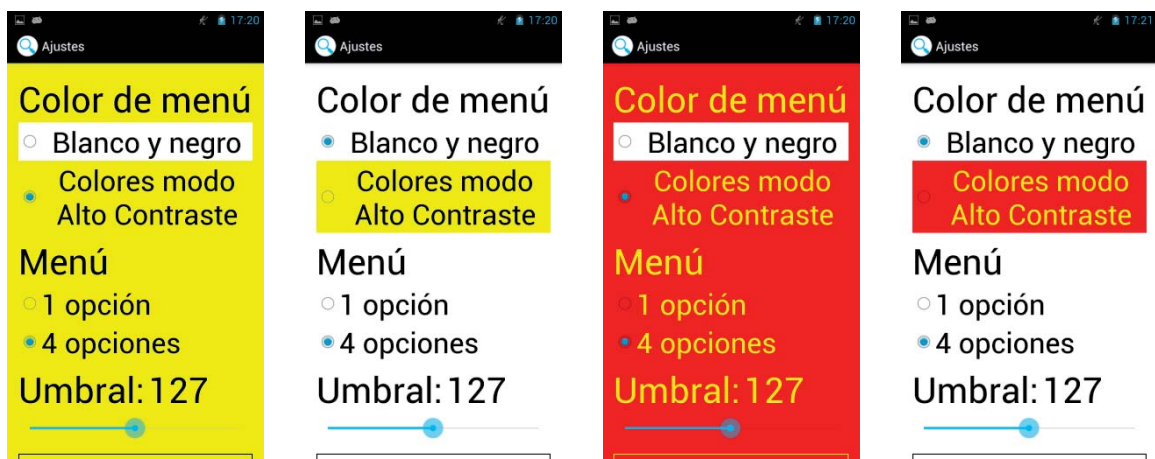 17:20
Ajustes
Color de menú
Blanco y negro
Colores modo
Alto Contraste
Menú
1 opción
4 opciones
Umbral: 127
17:20
Ajustes
Color de menú
Blanco y negro
Colores modo
Alto Contraste
Menú
1 opción
4 opciones
Umbral: 127
17:20
Ajustes
Color de menú
Blanco y negro
Colores modo
Alto Contraste
Menú
1 opción
4 opciones
Umbral: 127
17:21
Ajustes
Color de menú
Blanco y negro
Colores modo
Alto Contraste
Menú
1 opción
4 opciones
Umbral: 127